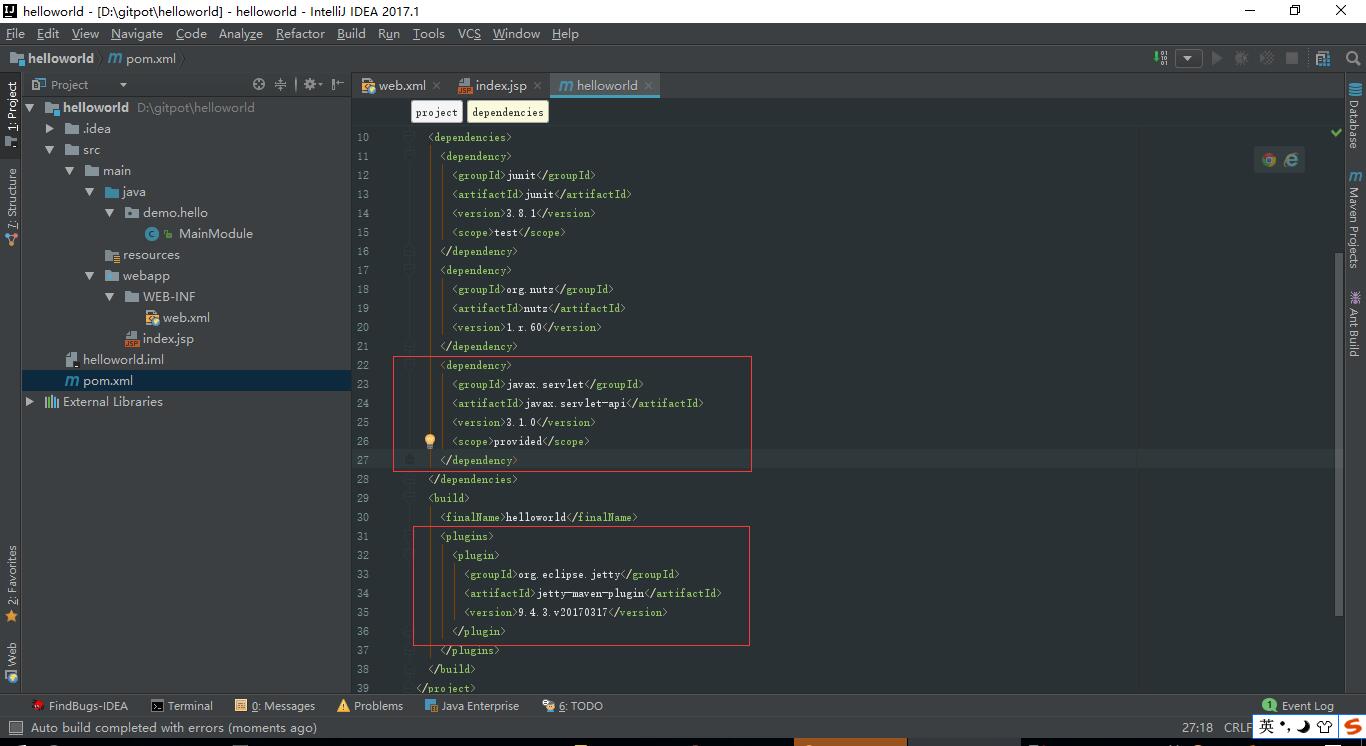 helloworld - [D:\gitpot\helloworld] - helloworld - IntelliJ IDEA 2017.1
File Edit View Navigate Code Analyze Refactor Build Run Tools VCS Window Help
helloworld pom.xml
Project
web.xml index.jsp helloworld
project dependencies
1: Project
7: Structure
2: Favorites
Web
helloworld D:\gitpot\helloworld
.idea
src
main
java
demo.hello
MainModule
resources
webapp
WEB-INF
web.xml
index.jsp
helloworld.iml
pom.xml
External Libraries
10 <dependencies>
11 <dependency>
12 <groupId>junit</groupId>
13 <artifactId>junit</artifactId>
14 <version>3.8.1</version>
15 <scope>test</scope>
16 </dependency>
17 <dependency>
18 <groupId>org.nutz</groupId>
19 <artifactId>nutz</artifactId>
20 <version>1.r.60</version>
21 </dependency>
22 <dependency>
23 <groupId>javax.servlet</groupId>
24 <artifactId>javax.servlet-api</artifactId>
25 <version>3.1.0</version>
26 <scope>provided</scope>
27 </dependency>
28 </dependencies>
29 <build>
30 <finalName>helloworld</finalName>
31 <plugins>
32 <plugin>
33 <groupId>org.eclipse.jetty</groupId>
34 <artifactId>jetty-maven-plugin</artifactId>
35 <version>9.4.3.v20170317</version>
36 </plugin>
37 </plugins>
38 </build>
39 </project>
Database
Maven Projects
Ant Build
FindBugs-IDEA Terminal 0: Messages Problems Java Enterprise 6: TODO 1 Event Log
Auto build completed with errors (moments ago) 27:18 CRLF
英